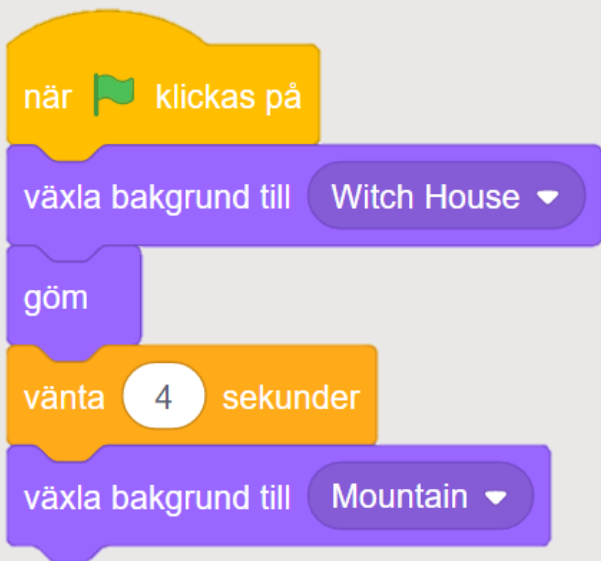 när klickas på
växla bakgrund till Witch House
göm
vänta 4 sekunder
växla bakgrund till Mountain